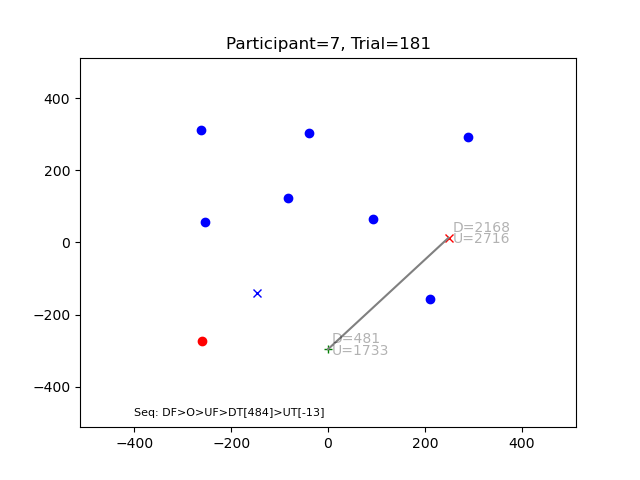 Participant=7, Trial=181
400
200
0
−200
−400
D=2168
U=2716
D=481
U=1733
Seq: DF>O>UF>DT[484]>UT[-13]
−400
−200
0
200
400